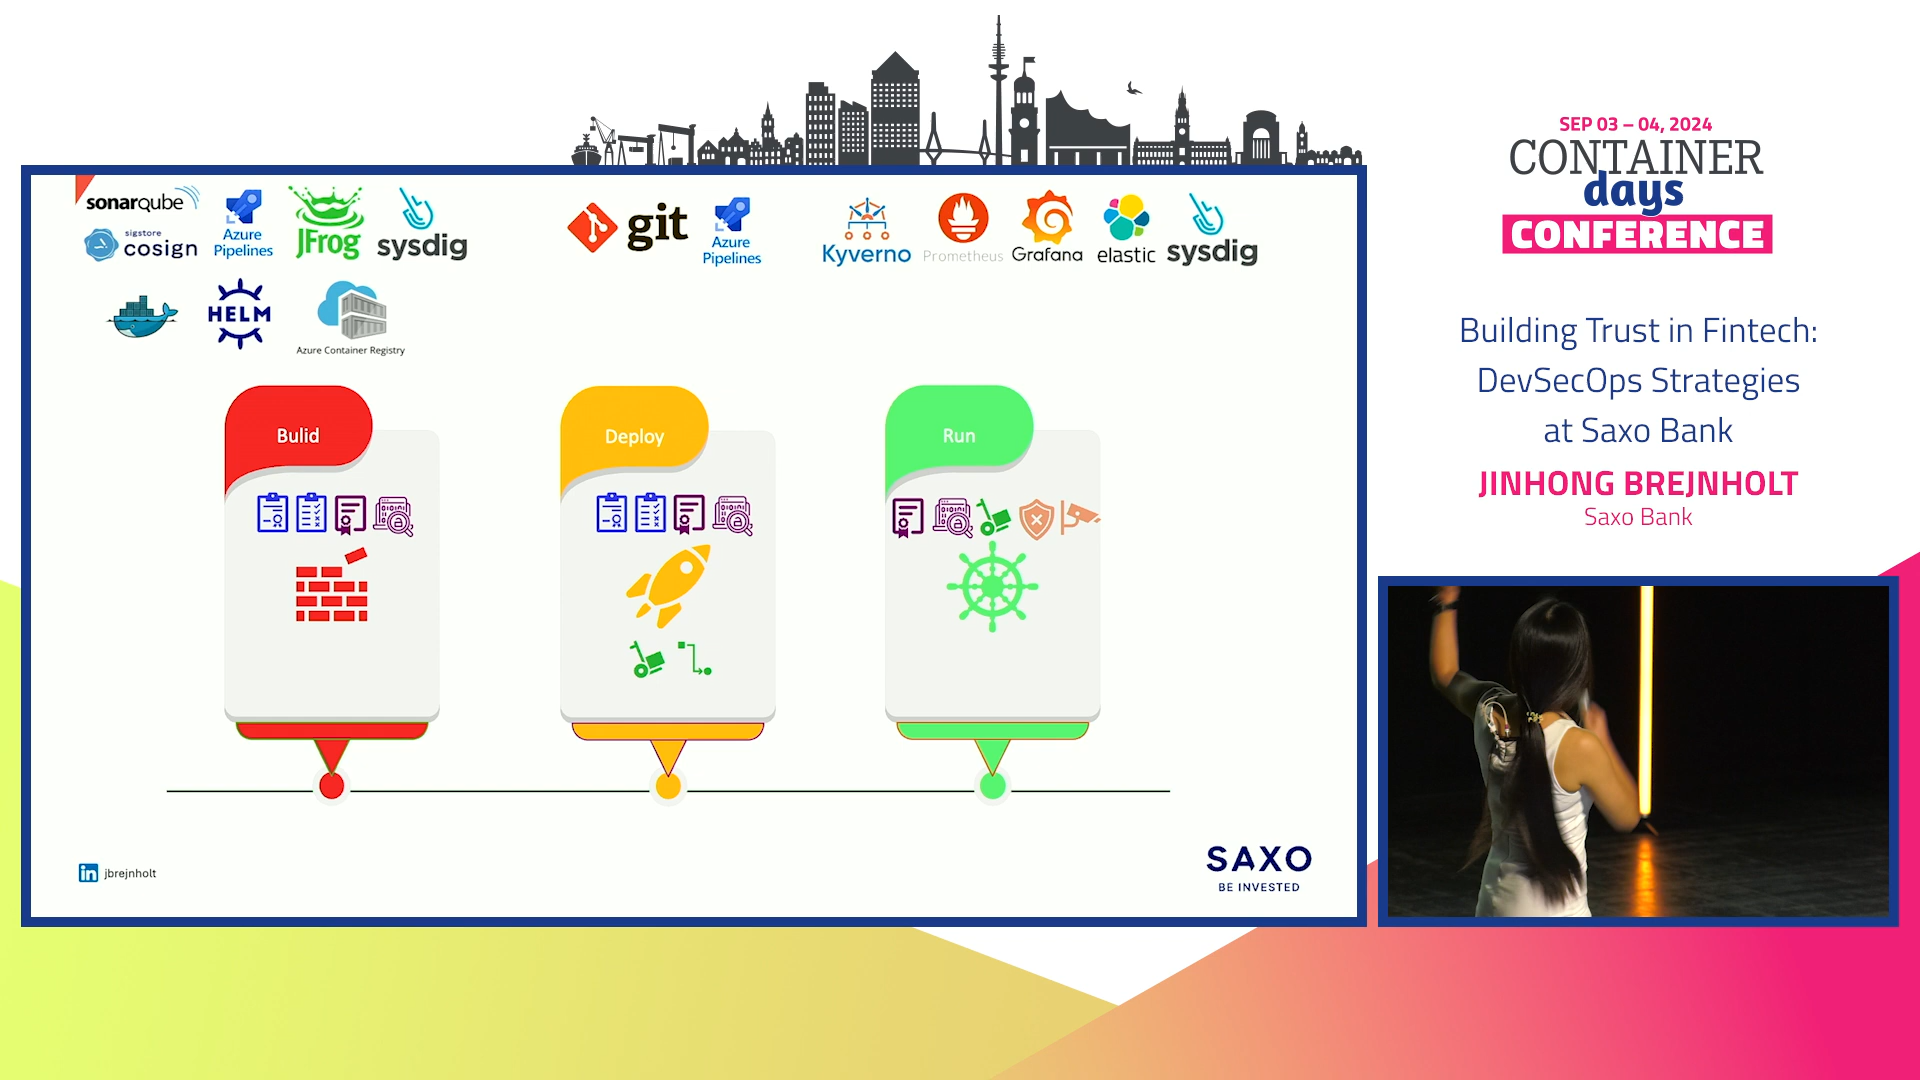 SEP 03 – 04, 2024
CONTAINER
days
CONFERENCE
Building Trust in Fintech:
DevSecOps Strategies
at Saxo Bank
JINHONG BREJNHOLT
Saxo Bank
sonarqube
sigstore
cosign
Azure
Pipelines
JFrog
sysdig
HELM
Azure Container Registry
git
Azure
Pipelines
Kyverno
Prometheus
Grafana
elastic
sysdig
Bulid
Deploy
Run
in jbrejnholt
SAXO
BE INVESTED